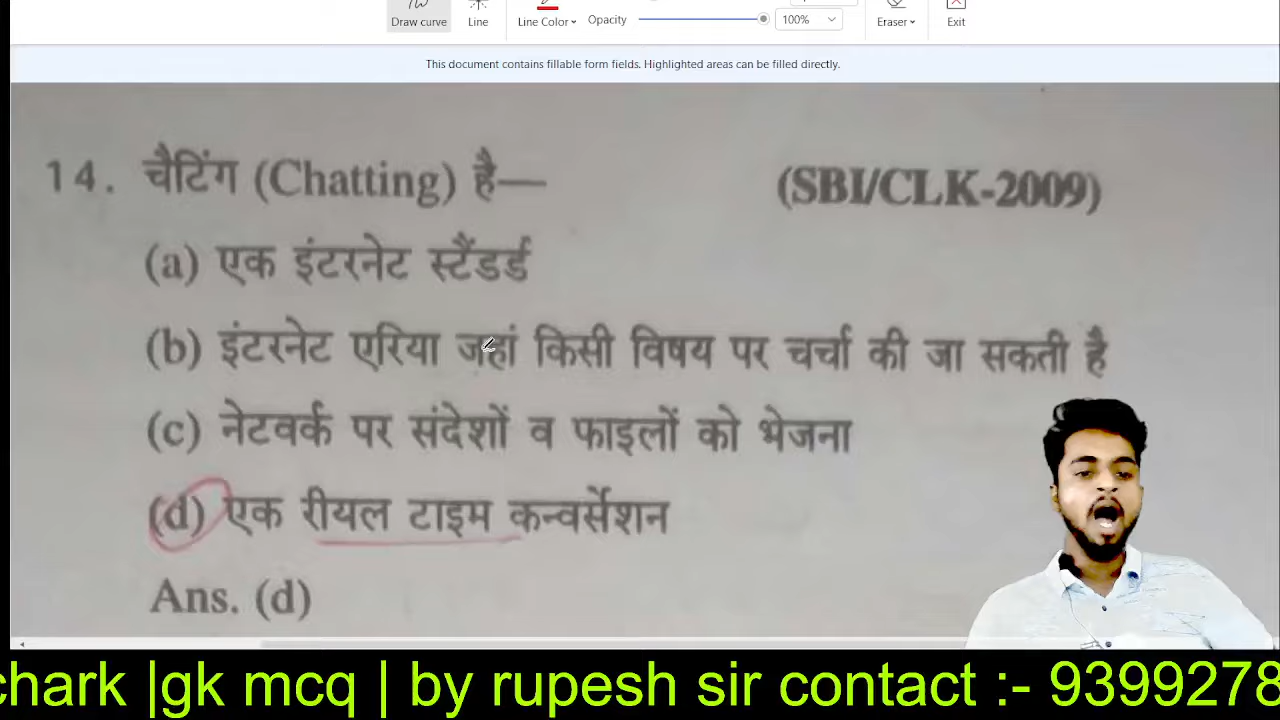 Draw curve Line Line Color Opacity 100% Eraser Exit
This document contains fillable form fields. Highlighted areas can be filled directly.
14. चैटिंग (Chatting) है— (SBI/CLK-2009)
(a) एक इंटरनेट स्टैंडर्ड
(b) इंटरनेट एरिया जहां किसी विषय पर चर्चा की जा सकती है
(c) नेटवर्क पर संदेशों व फाइलों को भेजना
(d) एक रीयल टाइम कन्वर्सेशन
Ans. (d)
chark |gk mcq | by rupesh sir contact :- 9399278